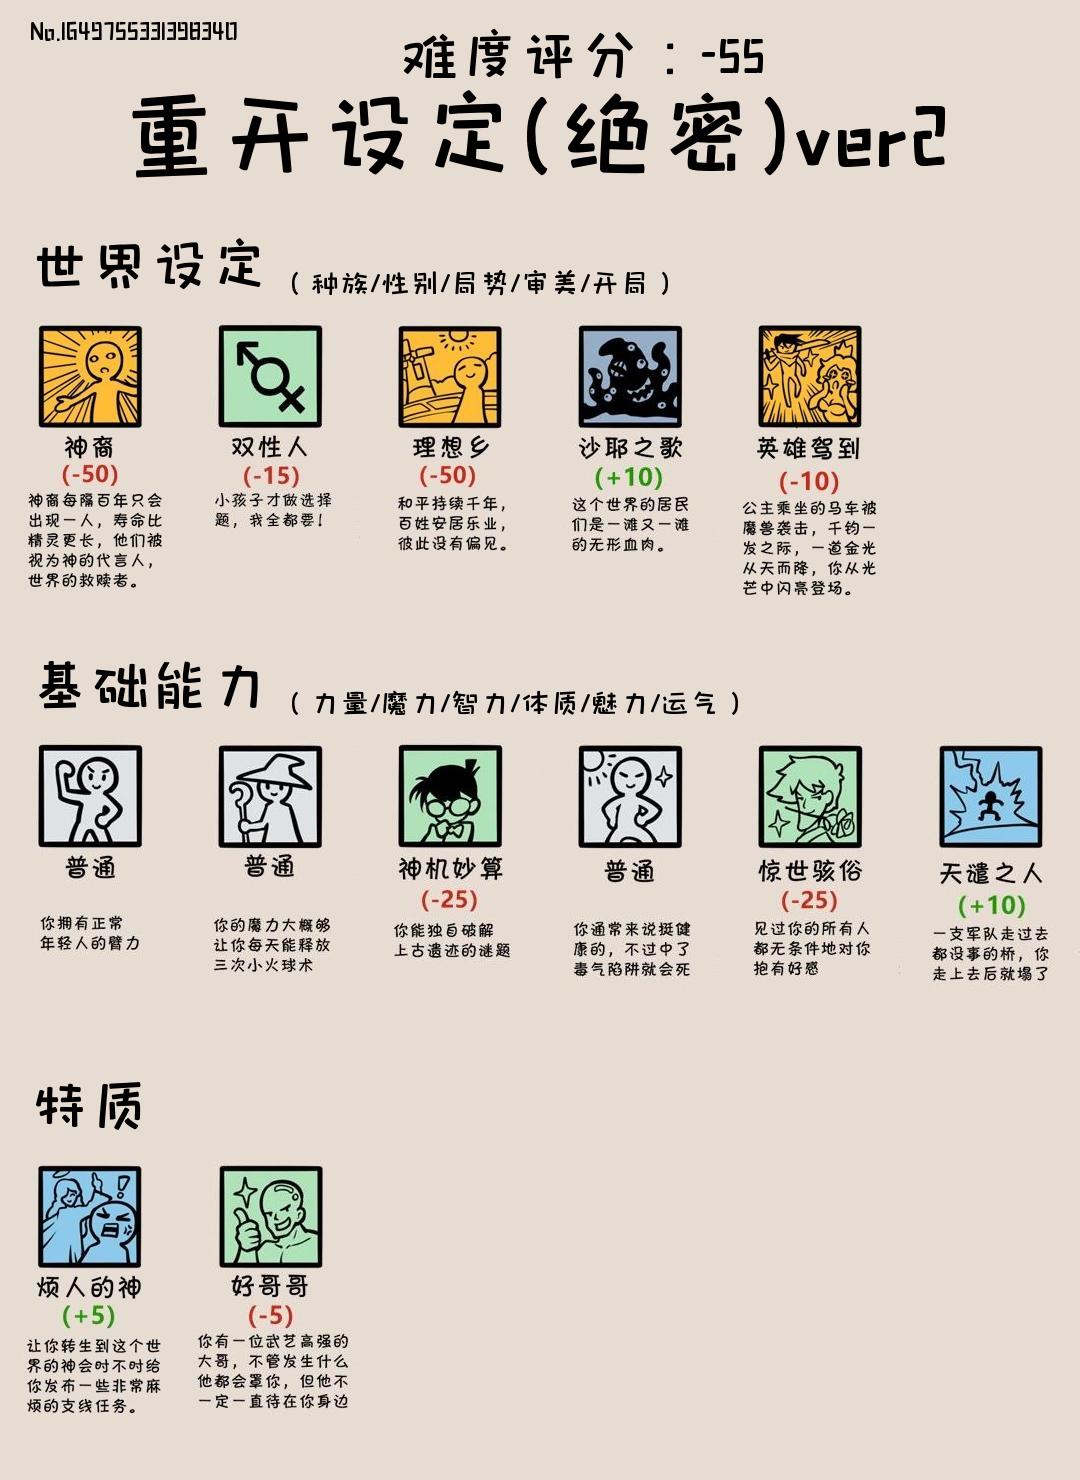 No.1649755331398340
难度评分：-55
重开设定(绝密)ver2
世界设定 (种族/性别/局势/审美/开局)
神裔
(-50)
神裔每隔百年只会
出现一人，寿命比
精灵更长，他们被
视为神的代言人，
世界的救赎者。
双性人
(-15)
小孩子才做选择
题，我全都要！
理想乡
(-50)
和平持续千年，
百姓安居乐业，
彼此没有偏见。
沙耶之歌
(+10)
这个世界的居民
们是一滩又一滩
的无形血肉。
英雄驾到
(-10)
公主乘坐的马车被
魔兽袭击，千钧一
发之际，一道金光
从天而降，你从光
芒中闪亮登场。
基础能力 (力量/魔力/智力/体质/魅力/运气)
普通
你拥有正常
年轻人的臂力
普通
你的魔力大概够
让你每天能释放
三次小火球术
神机妙算
(-25)
你能独自破解
上古遗迹的谜题
普通
你通常来说挺健
康的，不过中了
毒气陷阱就会死
惊世骇俗
(-25)
见过你的所有人
都无条件地对你
抱有好感
天谴之人
(+10)
一支军队走过去
都没事的桥，你
走上去后就塌了
特质
烦人的神
(+5)
让你转生到这个世
界的神会时不时给
你发布一些非常麻
烦的支线任务。
好哥哥
(-5)
你有一位武艺高强的
大哥，不管发生什么
他都会罩你，但他不
一定一直待在你身边